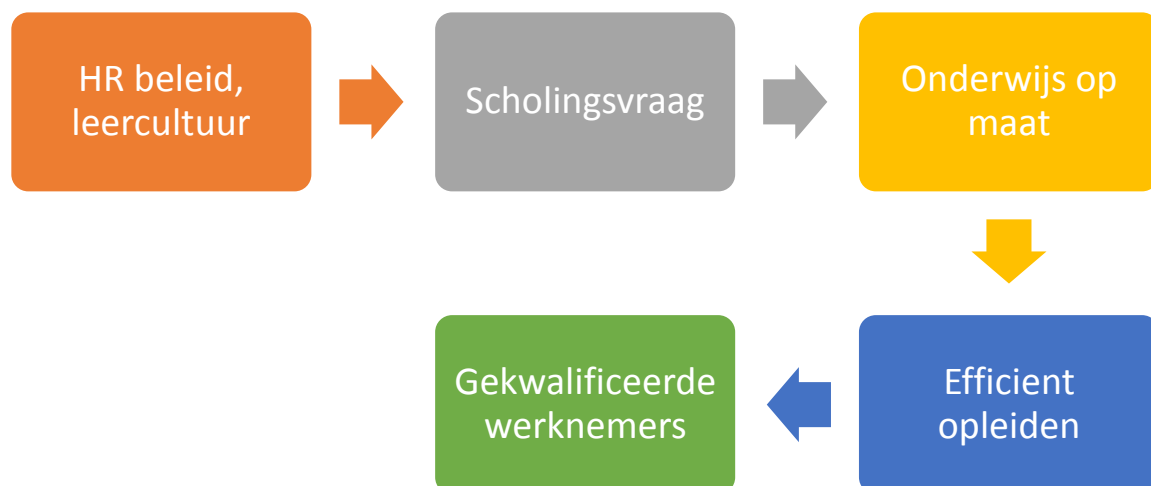 HR beleid,
leercultuur
Scholingsvraag
Onderwijs op
maat
Efficient
opleiden
Gekwalificeerde
werknemers